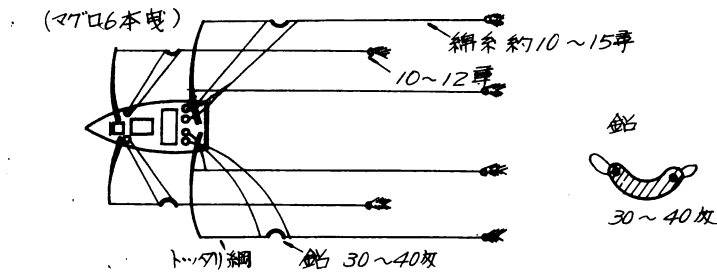 (マグロ6本曳)
綿糸 約10～15尋
10～12尋
鉛
30～40匁
トッタリ綱
鉛 30～40匁